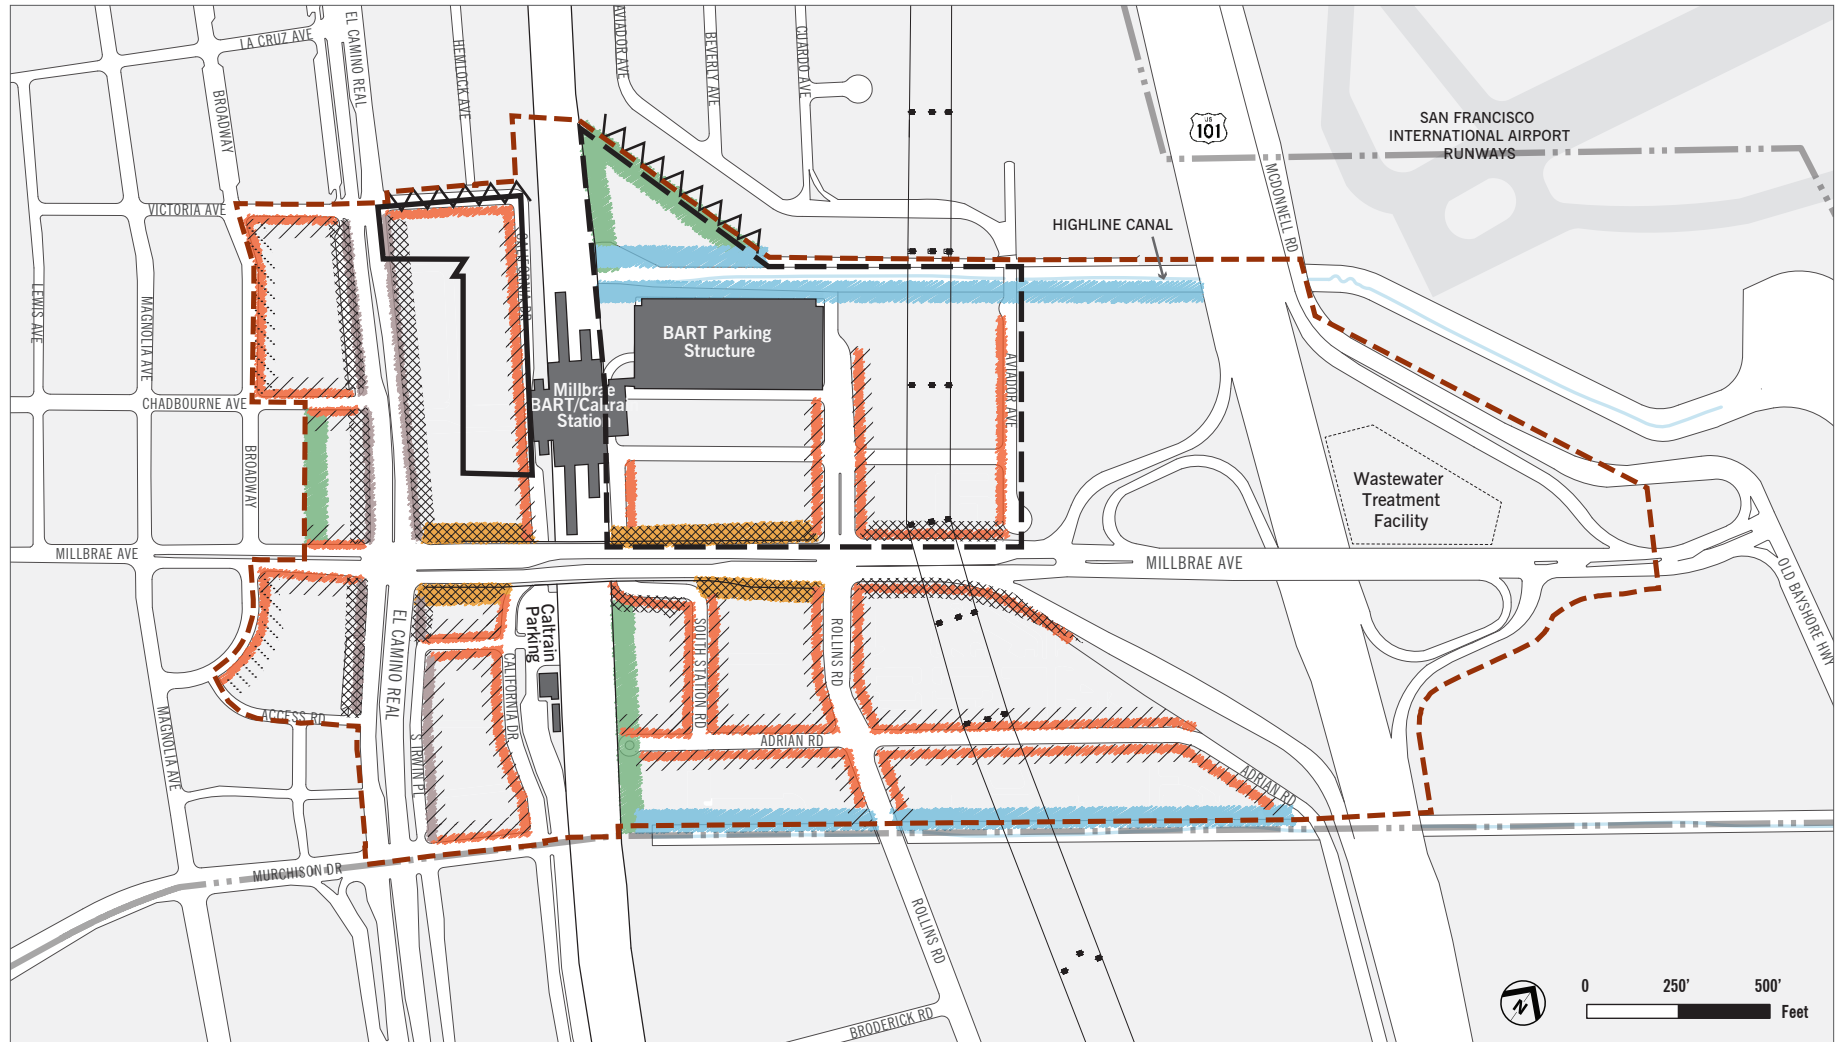 LA CRUZ AVE
EL CAMINO REAL
HEMLOCK AVE
AVIADOR AVE
BEVERLY AVE
CUARDO AVE
BROADWAY
US
101
SAN FRANCISCO
INTERNATIONAL AIRPORT
RUNWAYS
MCDONNELL RD
VICTORIA AVE
HIGHLINE CANAL
CALIFORNIA DR
LEWIS AVE
MAGNOLIA AVE
BART Parking
Structure
AVIADOR AVE
Millbrae
BART/Caltrain
Station
CHADBOURNE AVE
BROADWAY
Wastewater
Treatment
Facility
MILLBRAE AVE
MILLBRAE AVE
OLD BAYSHORE HWY
EL CAMINO REAL
Caltrain
Parking
SOUTH STATION RD
ROLLINS RD
CALIFORNIA DR
S IRWIN PL
MAGNOLIA AVE
ACCESS RD
ADRIAN RD
ADRIAN RD
MURCHISON DR
ROLLINS RD
BRODERICK RD
N
0 250' 500'
Feet